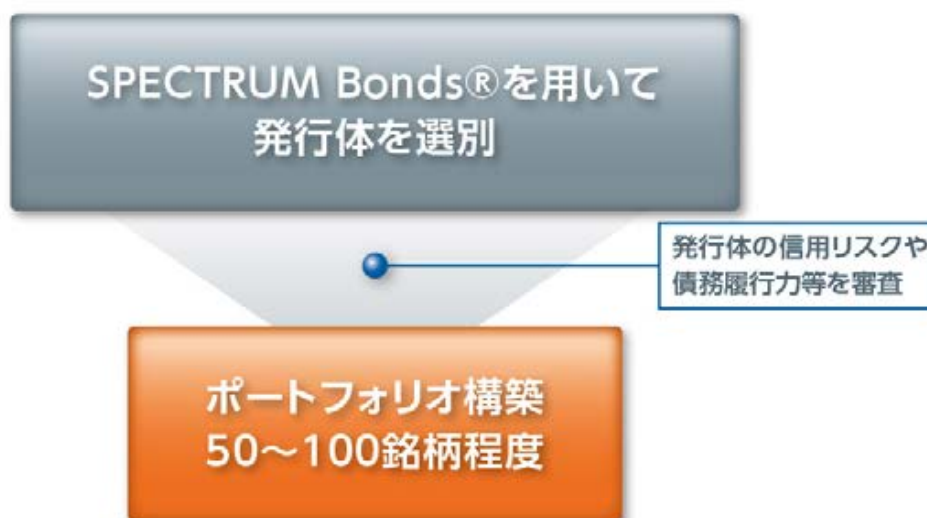 SPECTRUM Bonds®を用いて
発行体を選別
発行体の信用リスクや
債務履行力等を審査
ポートフォリオ構築
50～100銘柄程度